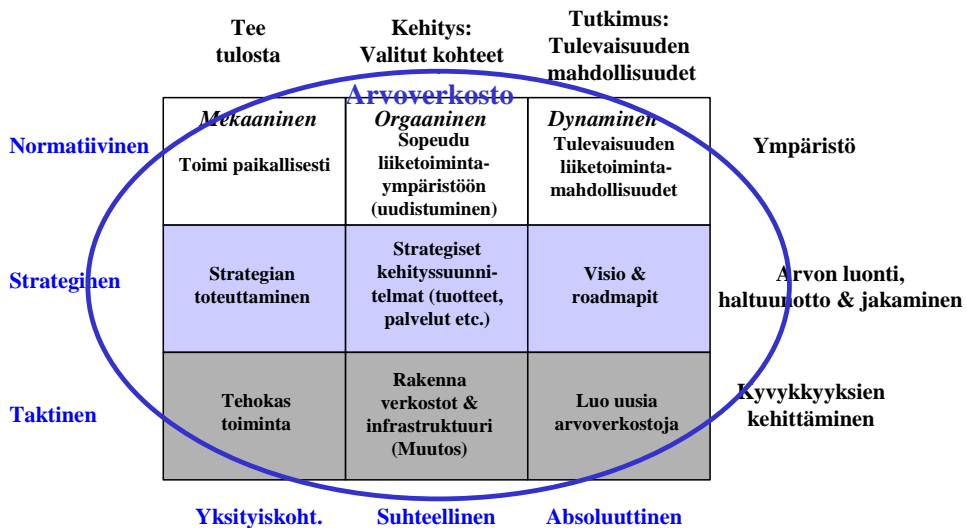 Tee
tulosta
Kehitys:
Valitut kohteet
Tutkimus:
Tulevaisuuden
mahdollisuudet
Arvoverkosto
Mekaaninen
Orgaaninen
Dynaminen
Normatiivinen
Toimi paikallisesti
Sopeudu
liiketoiminta-
ympäristöön
(uudistuminen)
Tulevaisuuden
liiketoiminta-
mahdollisuudet
Ympäristö
Strateginen
Strategian
toteuttaminen
Strategiset
kehityssuunni-
telmat (tuotteet,
palvelut etc.)
Visio &
roadmapit
Arvon luonti,
haltuunotto & jakaminen
Taktinen
Tehokas
toiminta
Rakenna
verkostot &
infrastruktuuri
(Muutos)
Luo uusia
arvoverkostoja
Kyvykkyyksien
kehittäminen
Yksityiskoht.
Suhteellinen
Absoluuttinen